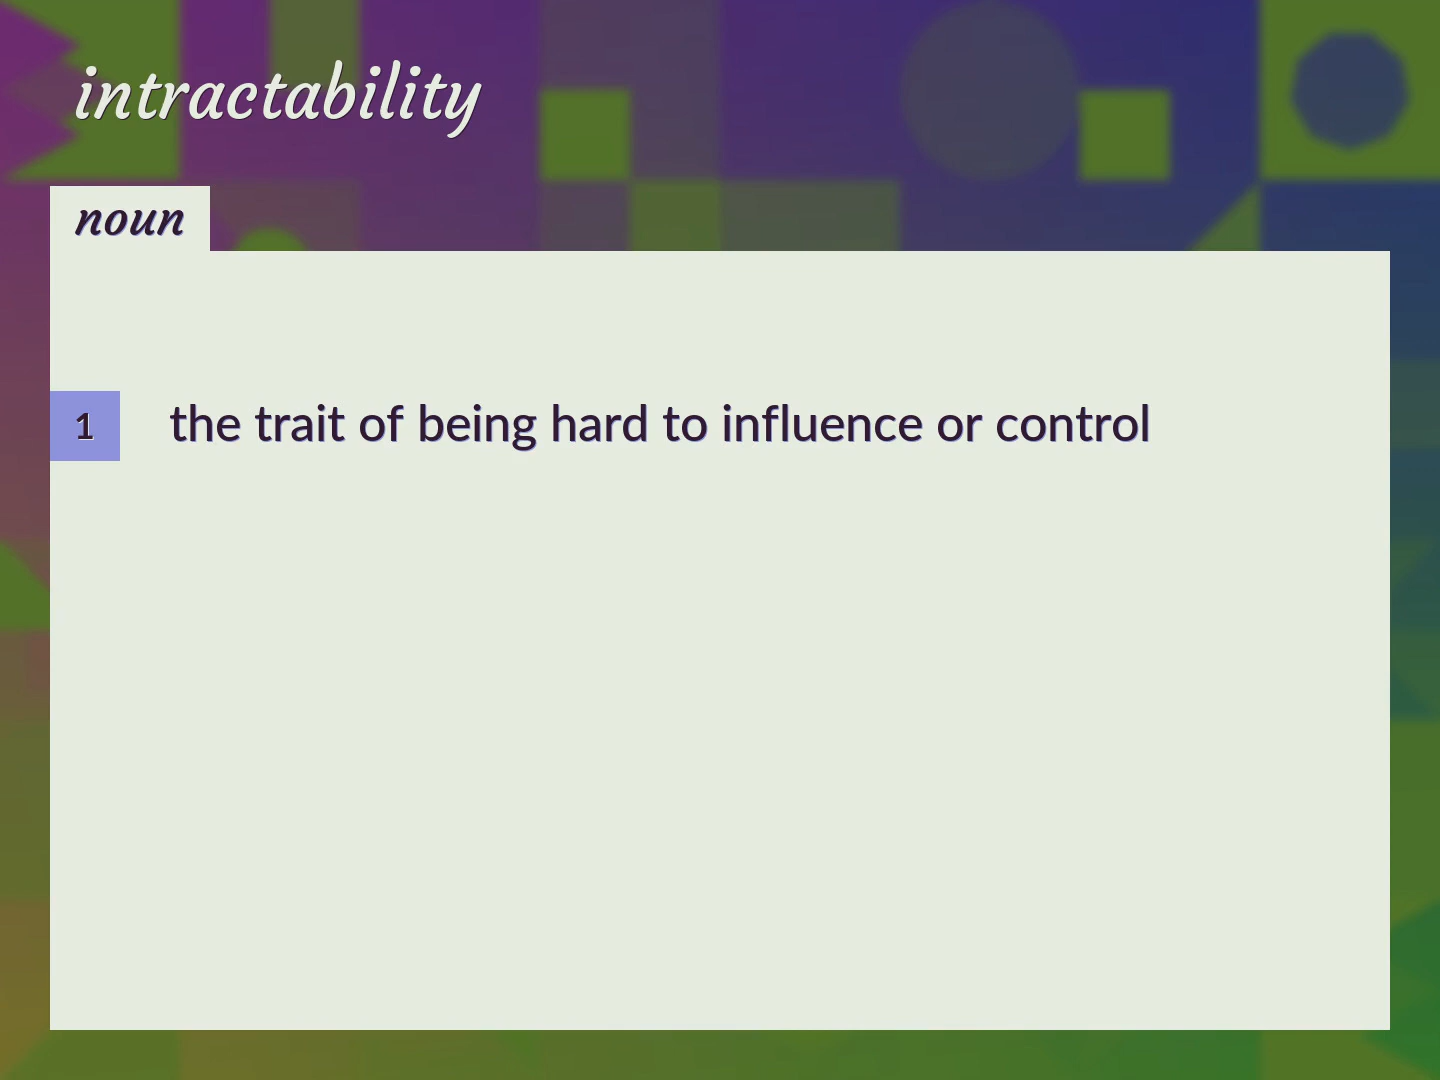 intractability
noun
1 the trait of being hard to influence or control